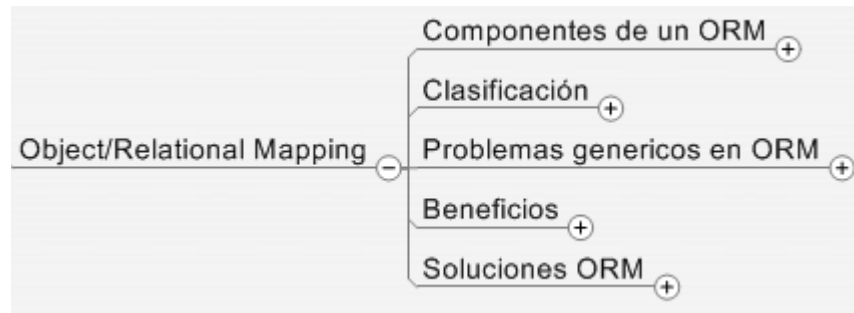 Componentes de un ORM
Clasificación
Object/Relational Mapping
Problemas genericos en ORM
Beneficios
Soluciones ORM